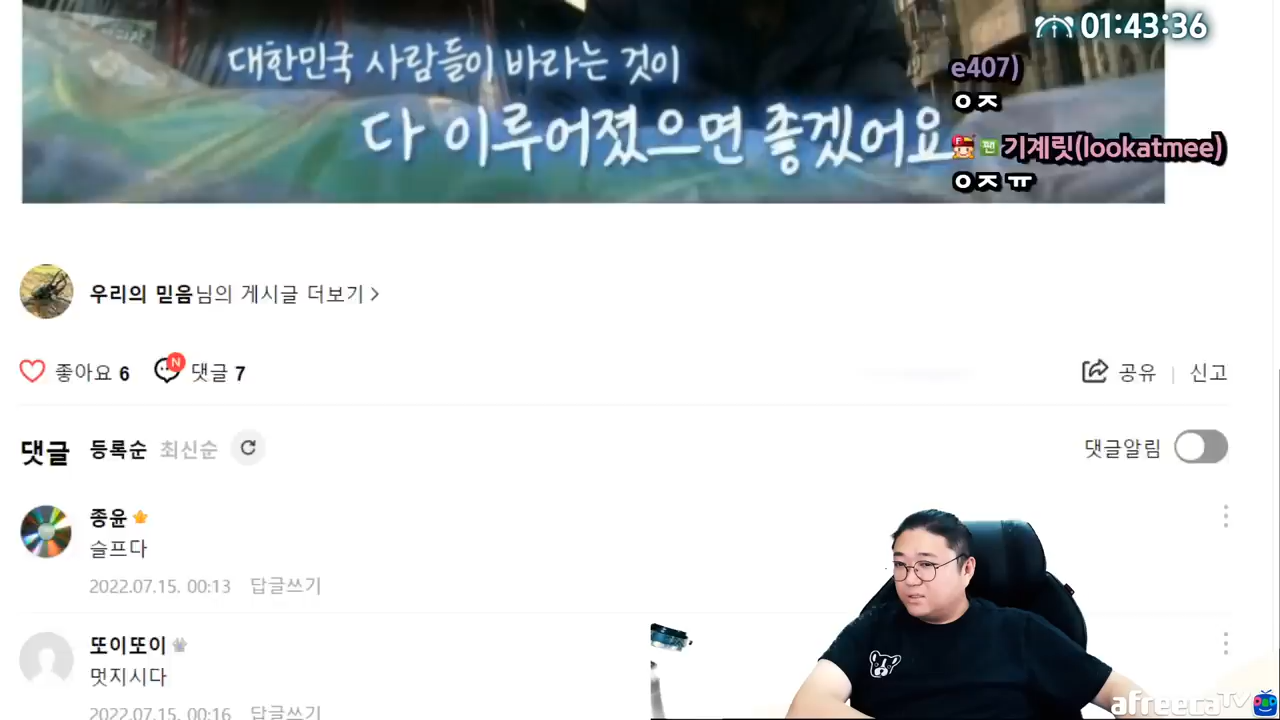 대한민국 사람들이 바라는 것이
다 이루어졌으면 좋겠어요
01:43:36
e407)
ㅇㅈ
팬 기계릿(lookatmee)
ㅇㅈㅠ
우리의 믿음님의 게시글 더보기 >
좋아요 6 N 댓글 7
공유 | 신고
댓글 등록순 최신순
댓글알림
종윤
슬프다
2022.07.15. 00:13 답글쓰기
또이또이
멋지시다
2022.07.15. 00:16 답글쓰기
afreecaTV